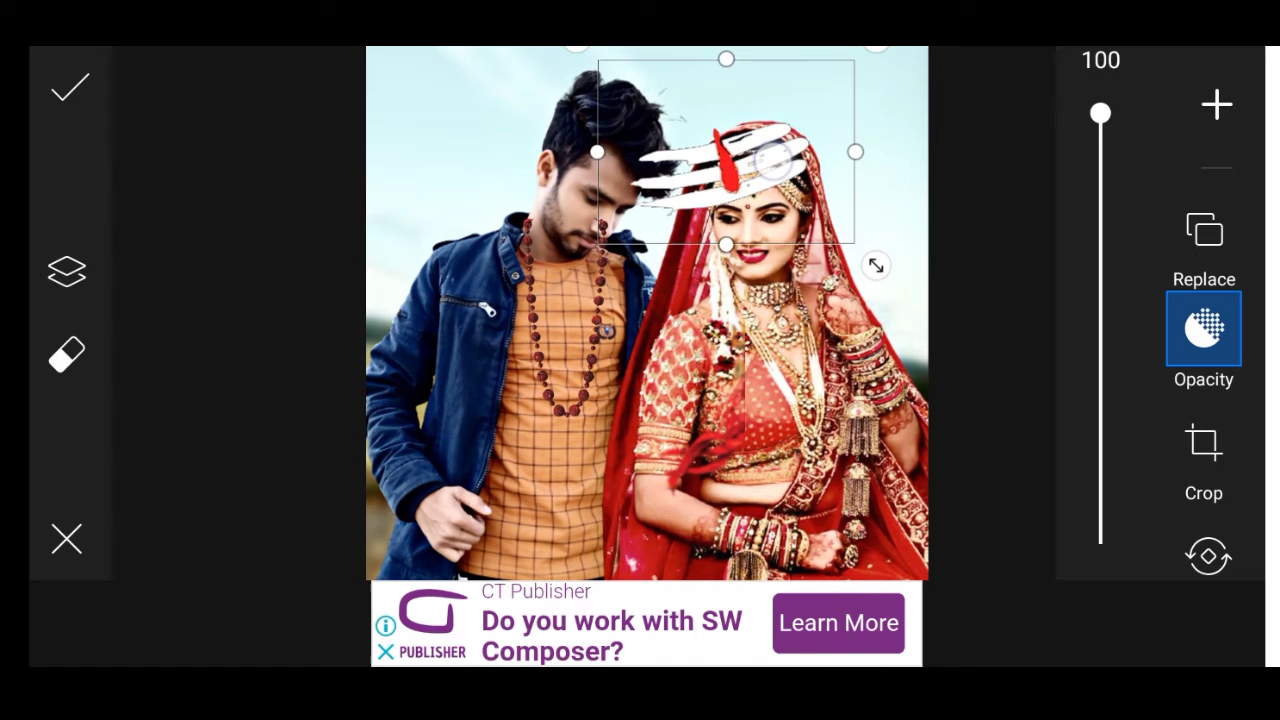 100
Replace
Opacity
Crop
CT Publisher
Do you work with SW
Composer?
Learn More
PUBLISHER